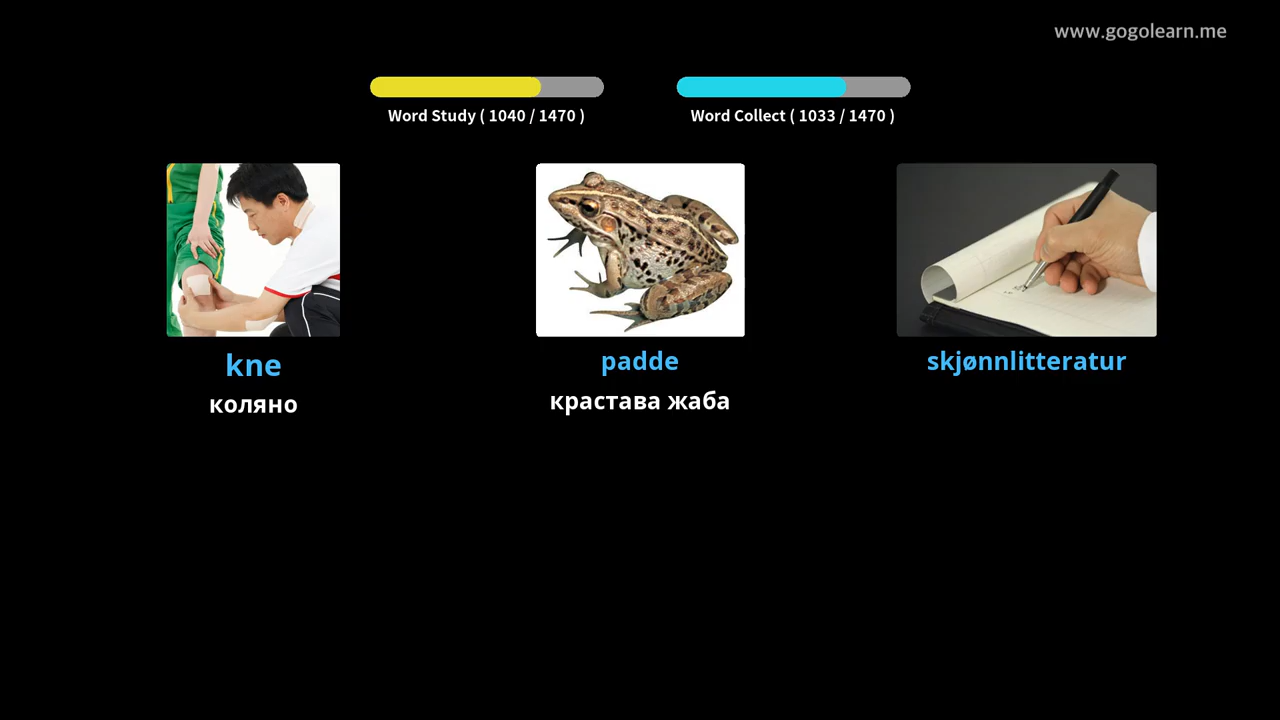 www.gogolearn.me
Word Study ( 1040 / 1470 )
Word Collect ( 1033 / 1470 )
kne
коляно
padde
крастава жаба
skjønnlitteratur